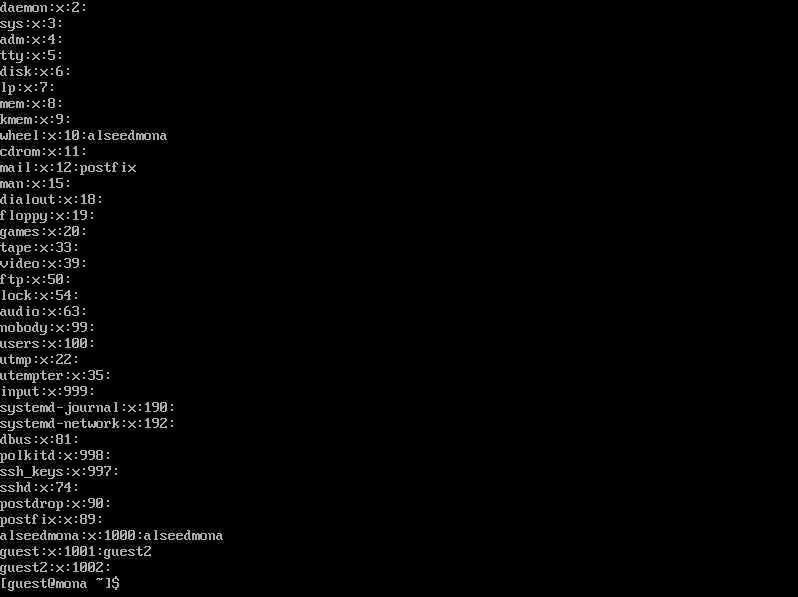 daemon:x:2:
sys:x:3:
adm:x:4:
tty:x:5:
disk:x:6:
lp:x:7:
mem:x:8:
kmem:x:9:
wheel:x:10:alseedmona
cdrom:x:11:
mail:x:12:postfix
man:x:15:
dialout:x:18:
floppy:x:19:
games:x:20:
tape:x:33:
video:x:39:
ftp:x:50:
lock:x:54:
audio:x:63:
nobody:x:99:
users:x:100:
utmp:x:22:
utempter:x:35:
input:x:999:
systemd-journal:x:190:
systemd-network:x:192:
dbus:x:81:
polkitd:x:998:
ssh_keys:x:997:
sshd:x:74:
postdrop:x:90:
postfix:x:89:
alseedmona:x:1000:alseedmona
guest:x:1001:guest2
guest2:x:1002:
[guest@mona ~]$